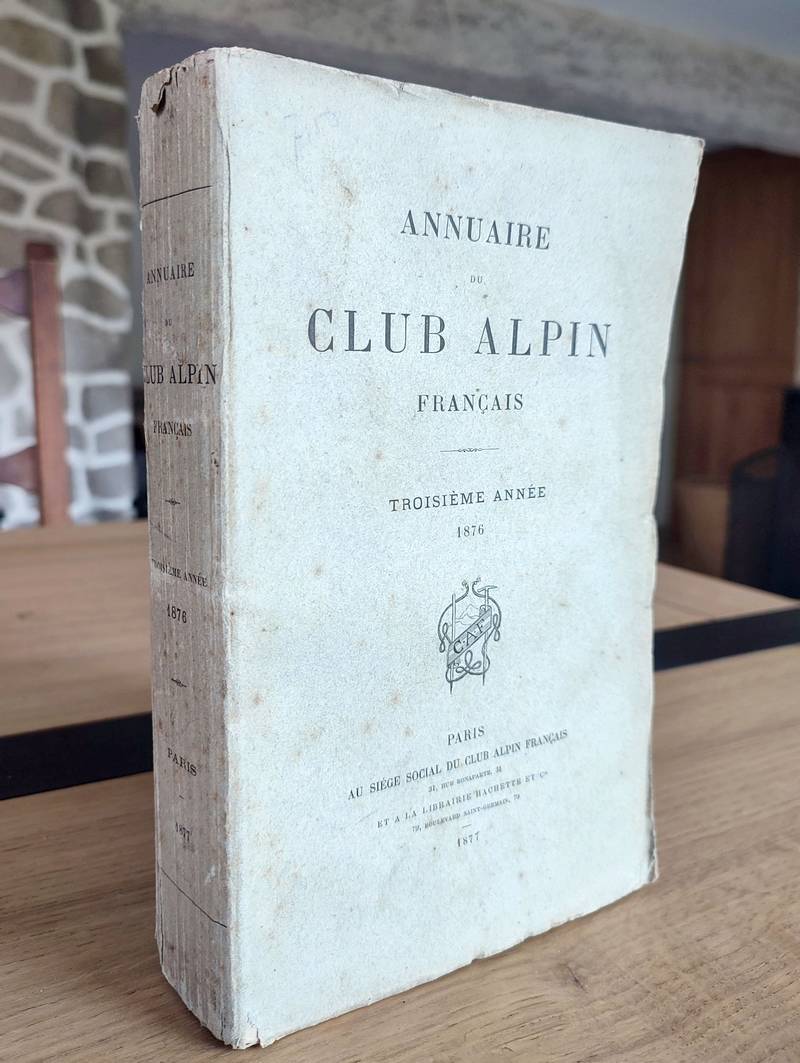 ANNUAIRE
DU
CLUB ALPIN
FRANÇAIS
TROISIÈME ANNÉE
1876
C.A.F.
PARIS
AU SIÉGE SOCIAL DU CLUB ALPIN FRANÇAIS
31, RUE BONAPARTE, 31
ET A LA LIBRAIRIE HACHETTE ET Cie
79, BOULEVARD SAINT-GERMAIN, 79
1877
ANNUAIRE
DU
CLUB ALPIN
FRANÇAIS
TROISIÈME ANNÉE
1876
PARIS
1877